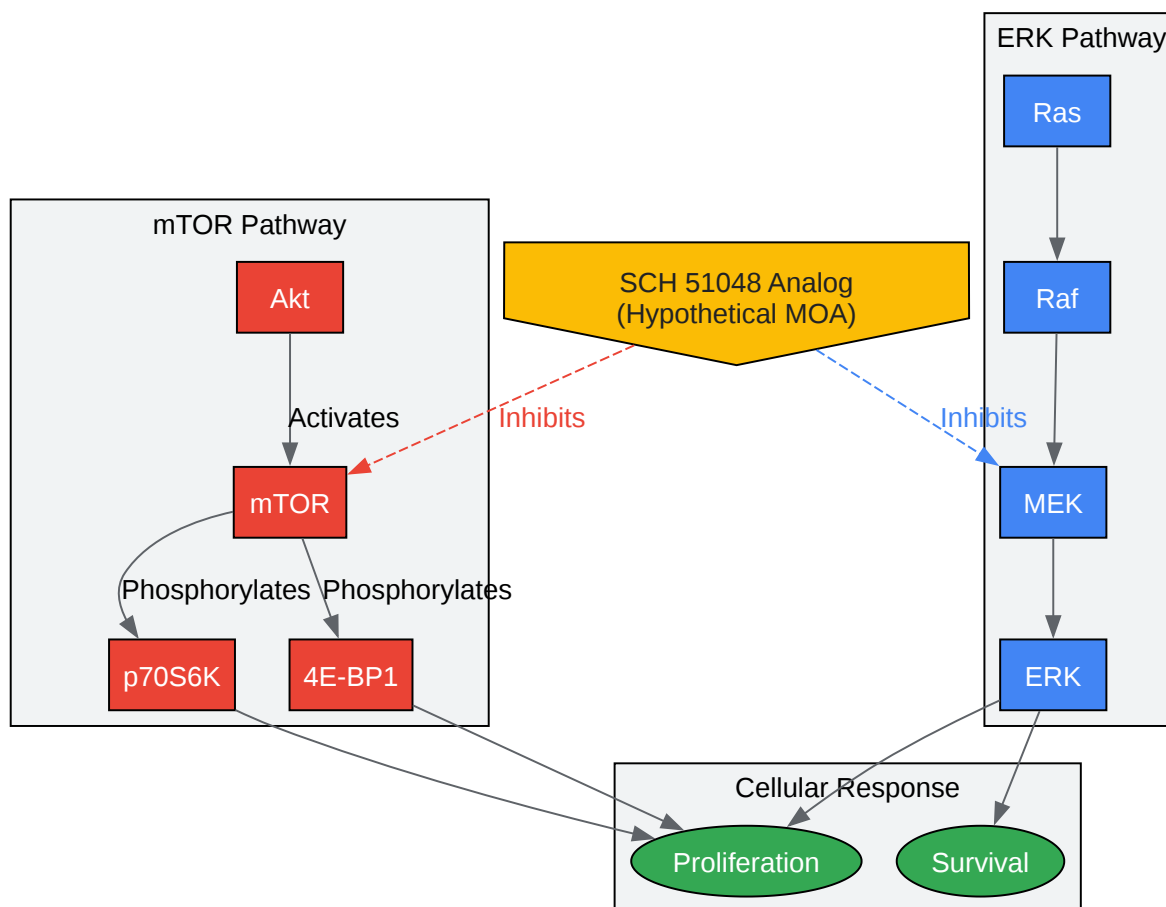 ERK Pathway
Ras
mTOR Pathway
SCH 51048 Analog
(Hypothetical MOA)
Akt
Raf
Activates
Inhibits
Inhibits
mTOR
MEK
Phosphorylates
Phosphorylates
p70S6K
4E-BP1
ERK
Cellular Response
Proliferation
Survival